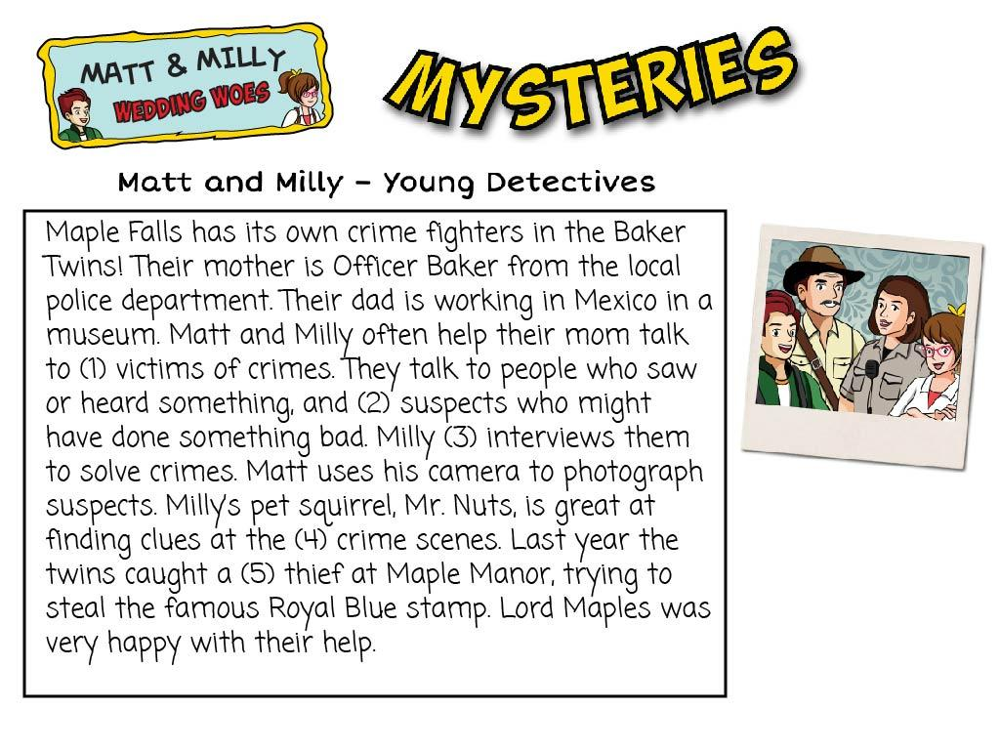 MATT & MILLY
WEDDING WOES
MYSTERIES
Matt and Milly – Young Detectives
Maple Falls has its own crime fighters in the Baker
Twins! Their mother is Officer Baker from the local
police department. Their dad is working in Mexico in a
museum. Matt and Milly often help their mom talk
to (1) victims of crimes. They talk to people who saw
or heard something, and (2) suspects who might
have done something bad. Milly (3) interviews them
to solve crimes. Matt uses his camera to photograph
suspects. Milly's pet squirrel, Mr. Nuts, is great at
finding clues at the (4) crime scenes. Last year the
twins caught a (5) thief at Maple Manor, trying to
steal the famous Royal Blue stamp. Lord Maples was
very happy with their help.